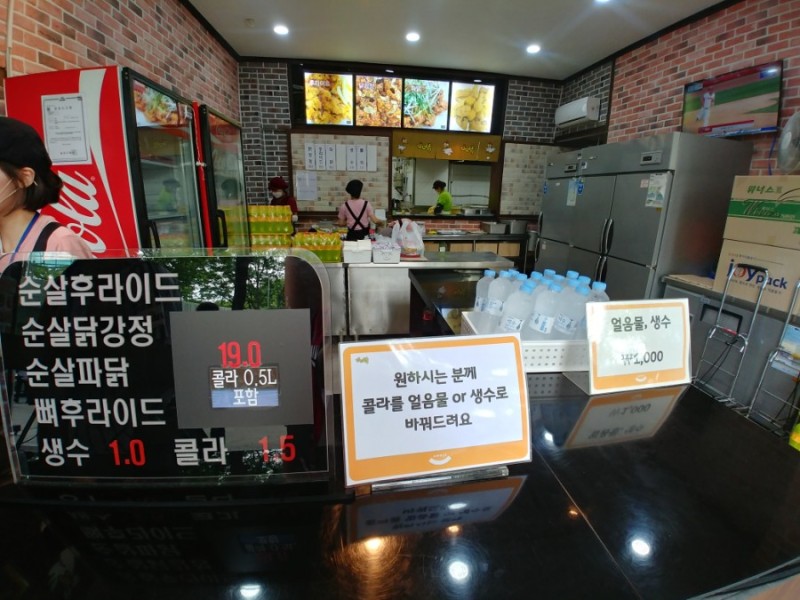 순살후라이드
순살닭강정
순살파닭
뼈후라이드
19.0
콜라 0.5L
포함
생수 1.0 콜라 1.5
원하시는 분께
콜라를 얼음물 or 생수로
바꿔드려요
얼음물, 생수
₩1,000
joypack